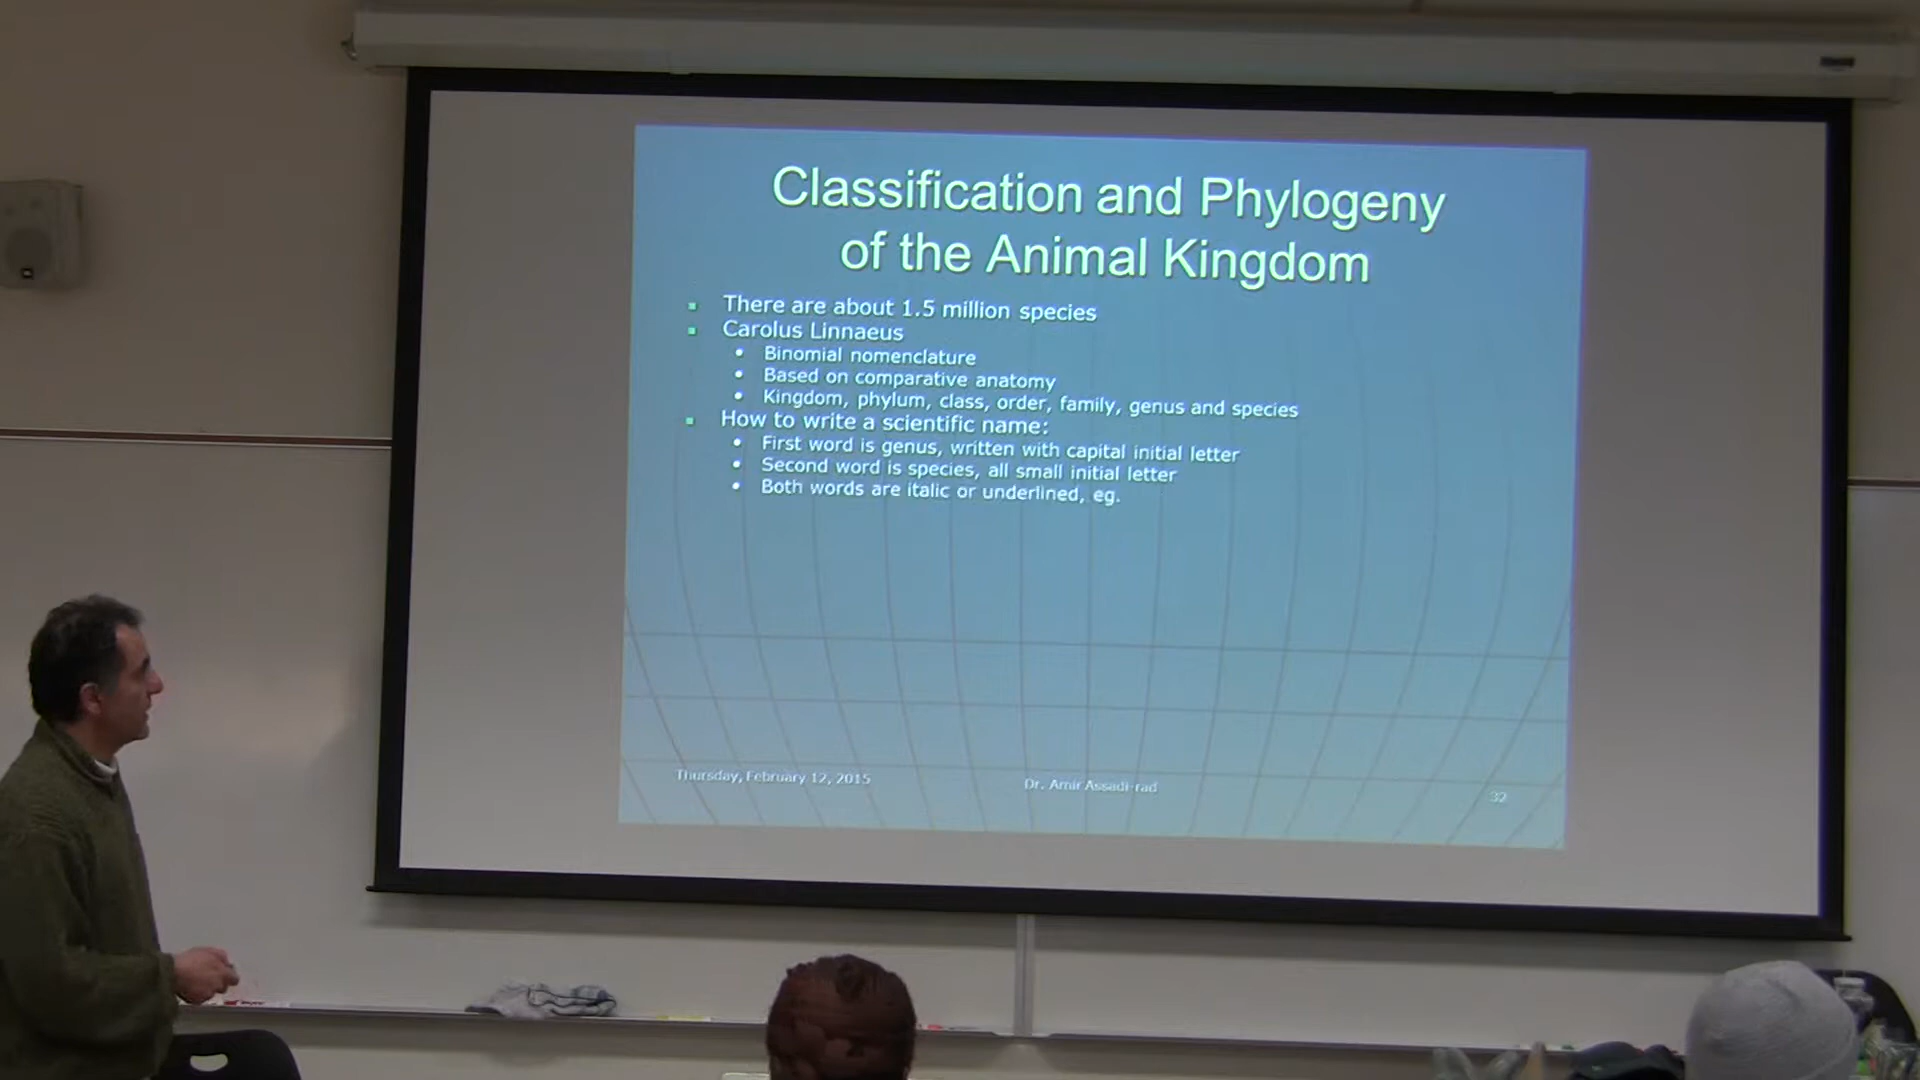 Classification and Phylogeny
of the Animal Kingdom
There are about 1.5 million species
Carolus Linnaeus
Binomial nomenclature
Based on comparative anatomy
Kingdom, phylum, class, order, family, genus and species
How to write a scientific name:
First word is genus, written with capital initial letter
Second word is species, all small initial letter
Both words are italic or underlined, eg.
Thursday, February 12, 2015
Dr. Amir Assadi-rad
32